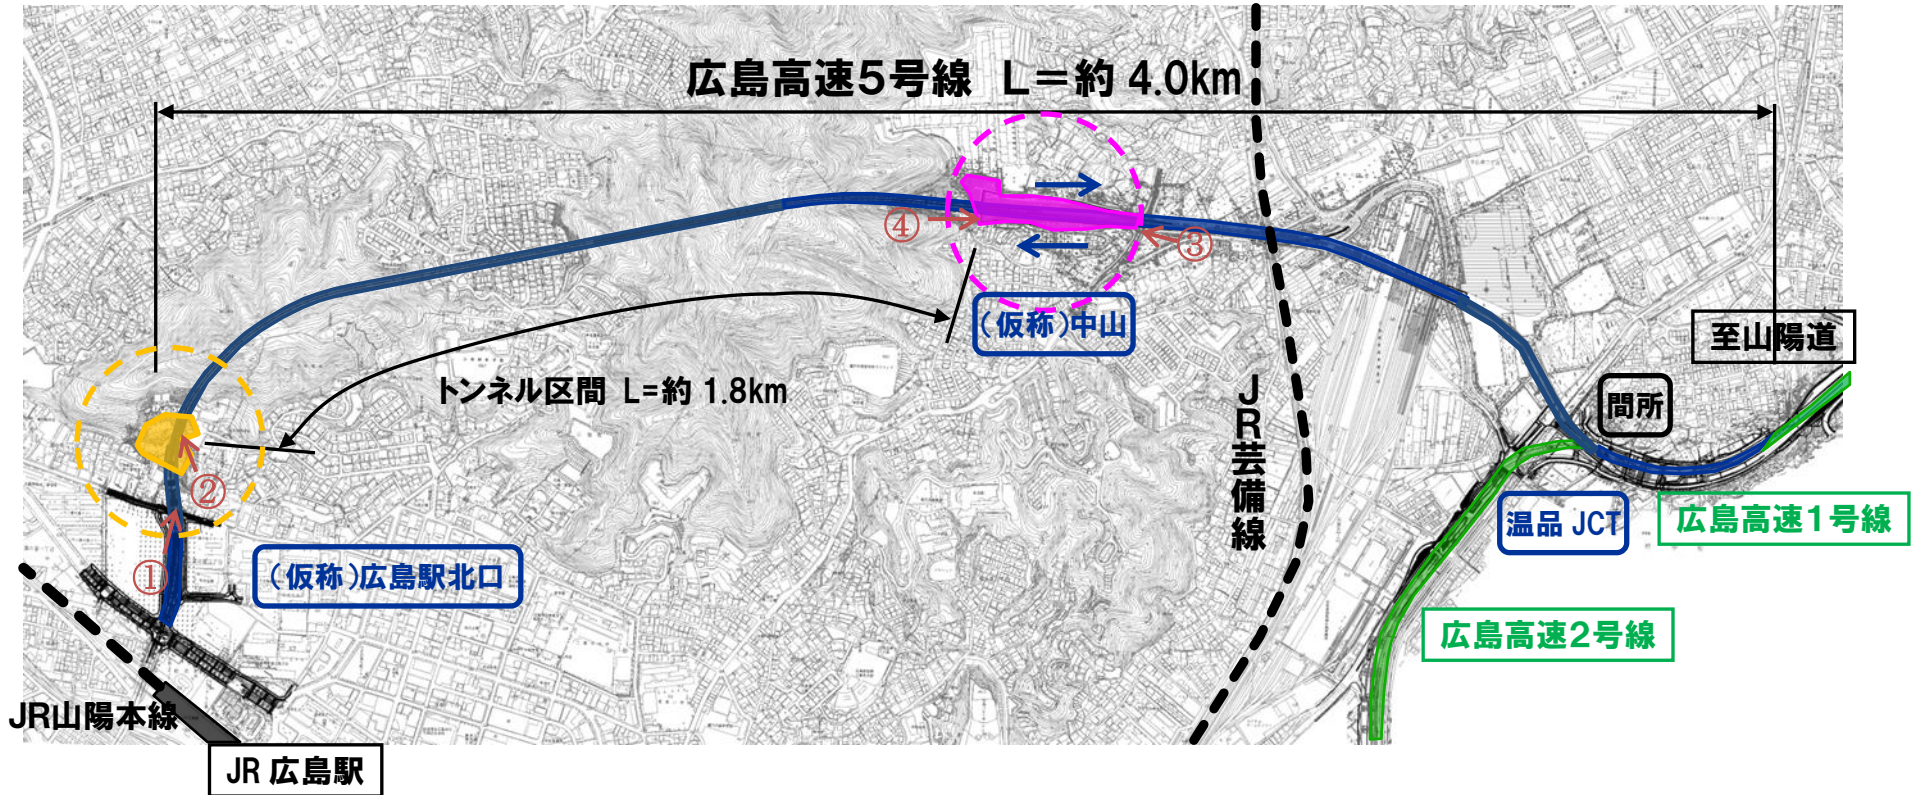 広島高速5号線 L＝約 4.0km
④
③
（仮称）中山
至山陽道
トンネル区間 L=約 1.8km
JR芸備線
間所
②
温品 JCT
広島高速1号線
①
（仮称）広島駅北口
広島高速2号線
JR山陽本線
JR 広島駅